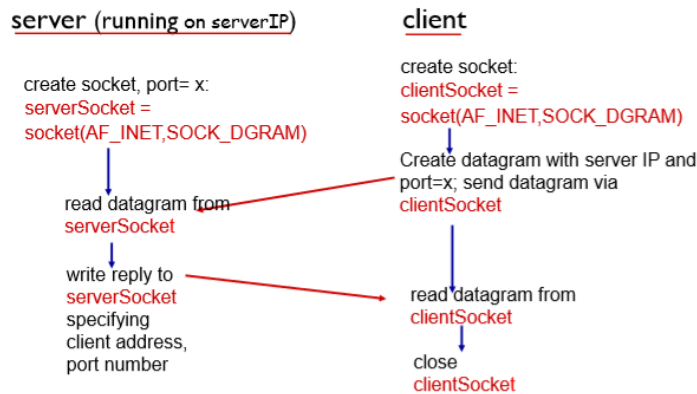 server (running on serverIP)
create socket, port= x:
serverSocket =
socket(AF_INET,SOCK_DGRAM)
read datagram from
serverSocket
write reply to
serverSocket
specifying
client address,
port number
client
create socket:
clientSocket =
socket(AF_INET,SOCK_DGRAM)
Create datagram with server IP and
port=x; send datagram via
clientSocket
read datagram from
clientSocket
close
clientSocket